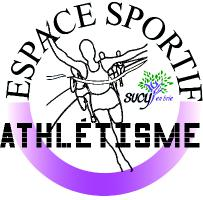 ESPACE SPORTIF
SUCY en brie
ATHLÉTISME